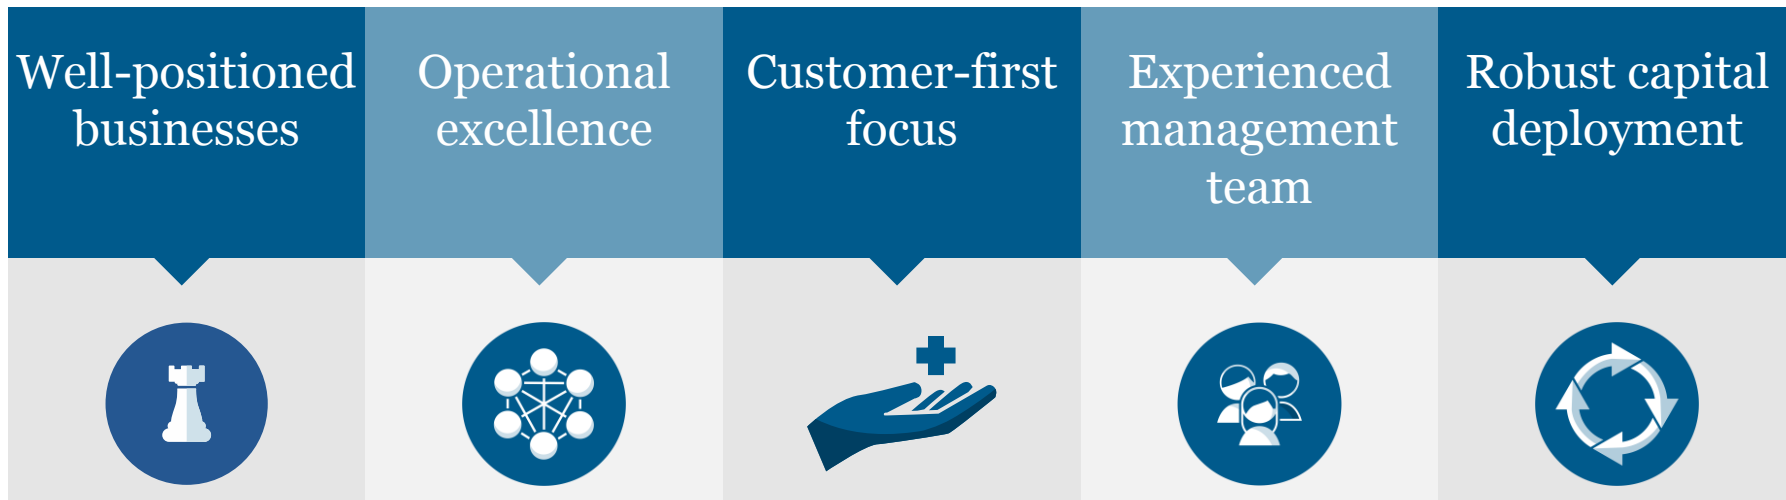 Well-positioned
businesses
Operational
excellence
Customer-first
focus
Experienced
management
team
Robust capital
deployment